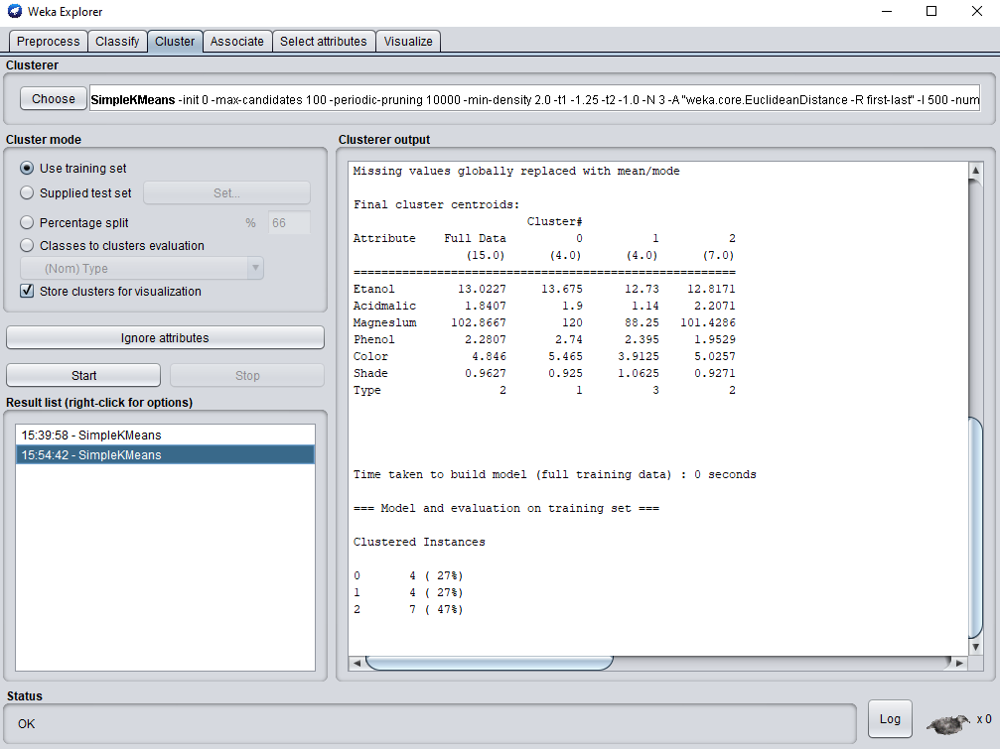 Weka Explorer
Preprocess Classify Cluster Associate Select attributes Visualize
Clusterer
Choose SimpleKMeans -init 0 -max-candidates 100 -periodic-pruning 10000 -min-density 2.0 -t1 -1.25 -t2 -1.0 -N 3 -A "weka.core.EuclideanDistance -R first-last" -I 500 -num
Cluster mode
Use training set
Supplied test set Set...
Percentage split % 66
Classes to clusters evaluation
(Nom) Type
Store clusters for visualization
Ignore attributes
Start Stop
Result list (right-click for options)
15:39:58 - SimpleKMeans
15:54:42 - SimpleKMeans
Clusterer output
Missing values globally replaced with mean/mode
Final cluster centroids:
Cluster#
Attribute Full Data 0 1 2
(15.0) (4.0) (4.0) (7.0)
=======================================================
Etanol 13.0227 13.675 12.73 12.8171
Acidmalic 1.8407 1.9 1.14 2.2071
Magneslum 102.8667 120 88.25 101.4286
Phenol 2.2807 2.74 2.395 1.9529
Color 4.846 5.465 3.9125 5.0257
Shade 0.9627 0.925 1.0625 0.9271
Type 2 1 3 2
Time taken to build model (full training data) : 0 seconds
=== Model and evaluation on training set ===
Clustered Instances
0 4 ( 27%)
1 4 ( 27%)
2 7 ( 47%)
Status
OK
Log x 0